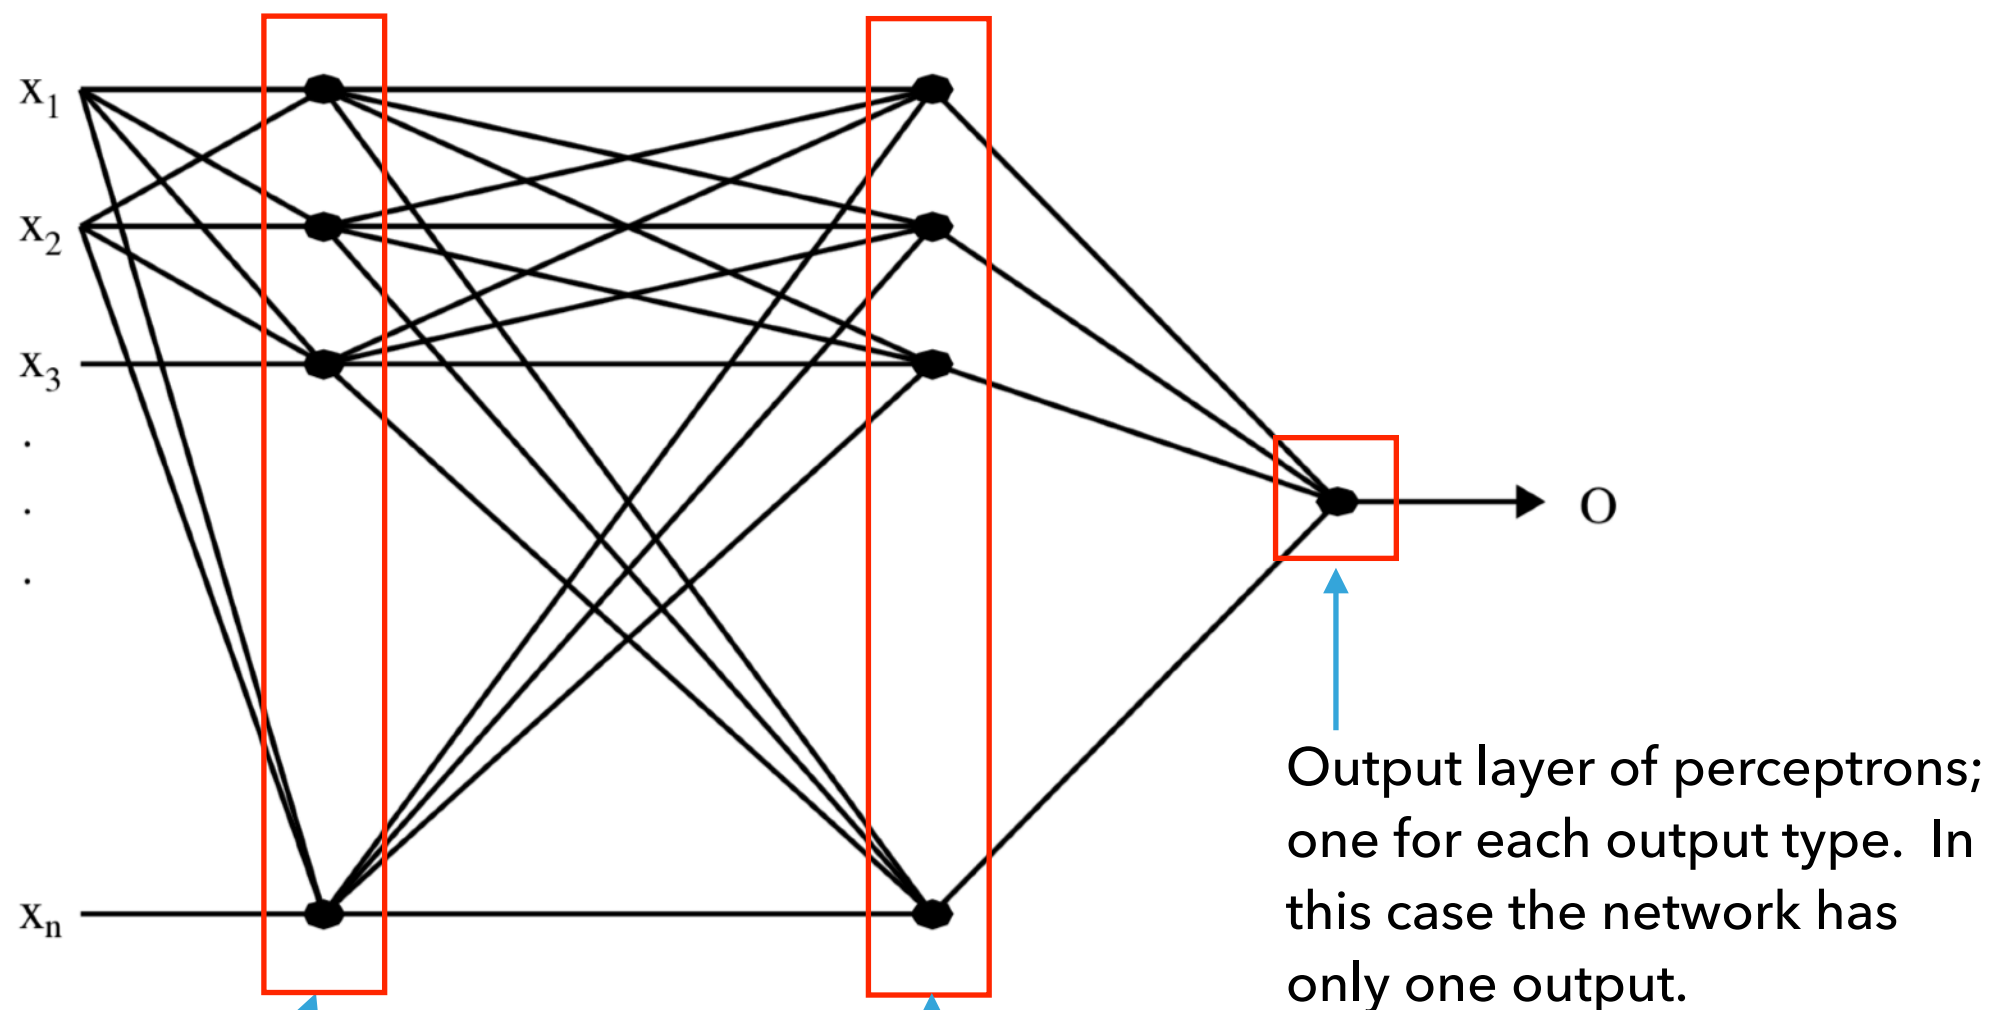 x₁
x₂
x₃
.
.
.
xₙ
O
Output layer of perceptrons;
one for each output type.  In
this case the network has
only one output.